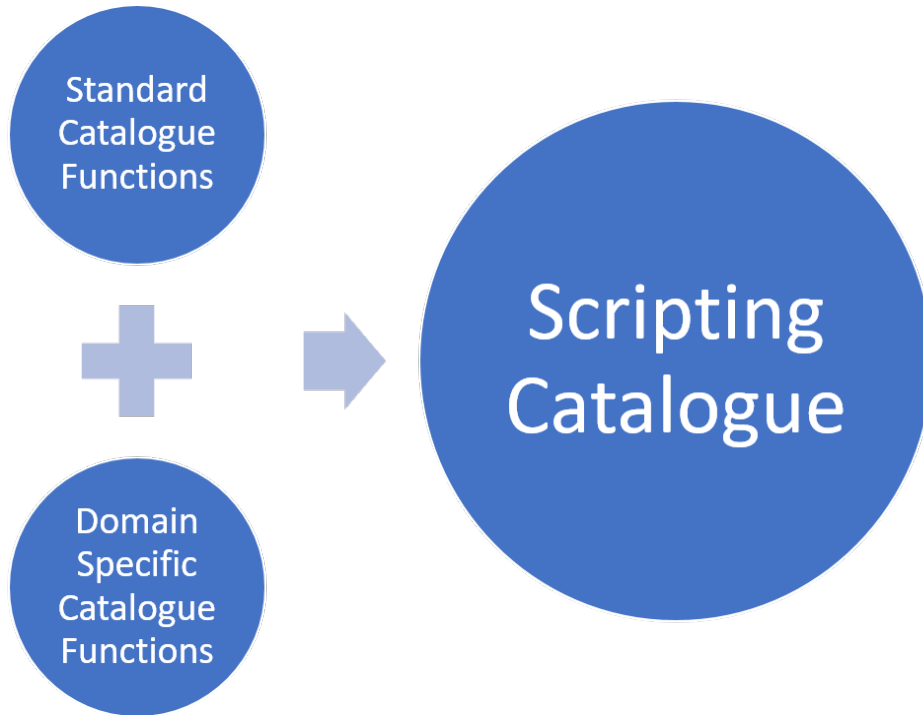 Standard
Catalogue
Functions
Domain
Specific
Catalogue
Functions
Scripting
Catalogue